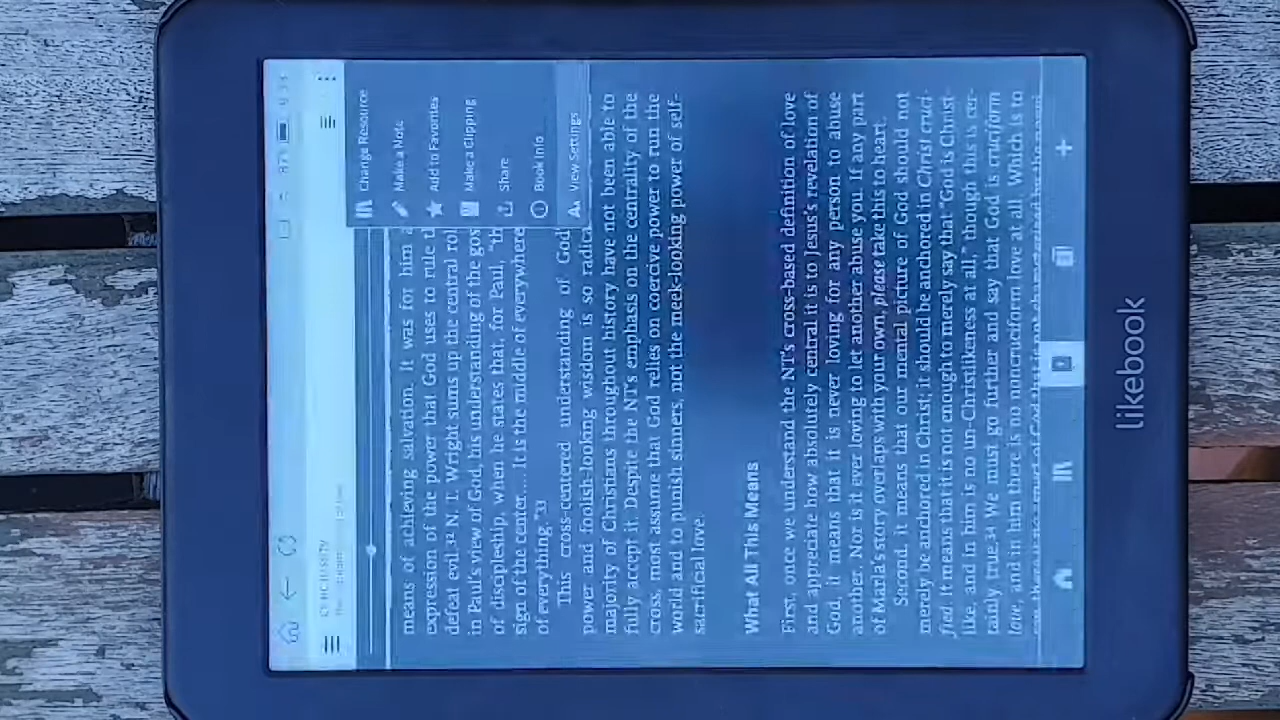 87%
Change Resource
Make a Note
Add to Favorites
Make a Clipping
Share
Book Info
View Settings
means of achieving salvation. It was for him
expression of the power that God uses to rule
defeat evil.32 N. T. Wright sums up the central
in Paul's view of God, his understanding of the
of discipleship, when he states that, for Paul,
sign of the center.... It is the middle of everywhere
of everything."33
This cross-centered understanding of God
power and foolish-looking wisdom is so
majority of Christians throughout history have not been able to
fully accept it. Despite the NT's emphasis on the centrality of the
cross, most assume that God relies on coercive power to run the
world and to punish sinners, not the meek-looking power of self-
sacrificial love.
What All This Means
First, once we understand the NT's cross-based definition of love
and appreciate how absolutely central it is to Jesus's revelation of
God, it means that it is never loving for any person to abuse
another. Nor is it ever loving to let another abuse you. If any part
of Marla's story overlaps with your own, please take this to heart.
Second, it means that our mental picture of God should not
merely be anchored in Christ; it should be anchored in Christ cruci-
fied. It means that it is not enough to merely say that "God is Christ-
like, and in him is no un-Christlikeness at all," though this is cer-
tainly true.34 We must go further and say that God is cruciform
love, and in him there is no noncruciform love at all. Which is to
likebook